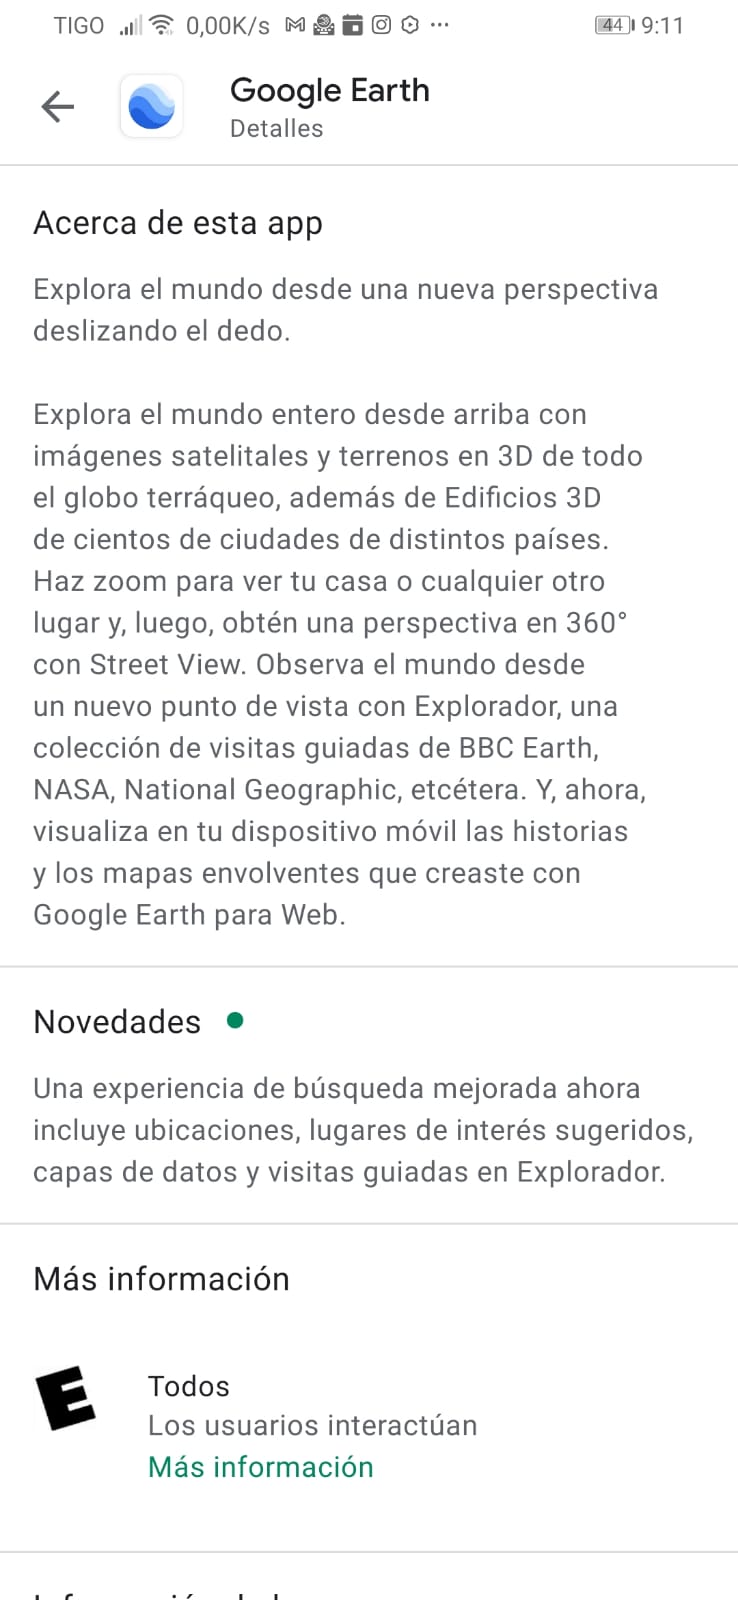 TIGO 0,00K/s 44 9:11
Google Earth
Detalles
Acerca de esta app
Explora el mundo desde una nueva perspectiva
deslizando el dedo.
Explora el mundo entero desde arriba con
imágenes satelitales y terrenos en 3D de todo
el globo terráqueo, además de Edificios 3D
de cientos de ciudades de distintos países.
Haz zoom para ver tu casa o cualquier otro
lugar y, luego, obtén una perspectiva en 360°
con Street View. Observa el mundo desde
un nuevo punto de vista con Explorador, una
colección de visitas guiadas de BBC Earth,
NASA, National Geographic, etcétera. Y, ahora,
visualiza en tu dispositivo móvil las historias
y los mapas envolventes que creaste con
Google Earth para Web.
Novedades
Una experiencia de búsqueda mejorada ahora
incluye ubicaciones, lugares de interés sugeridos,
capas de datos y visitas guiadas en Explorador.
Más información
E
Todos
Los usuarios interactúan
Más información